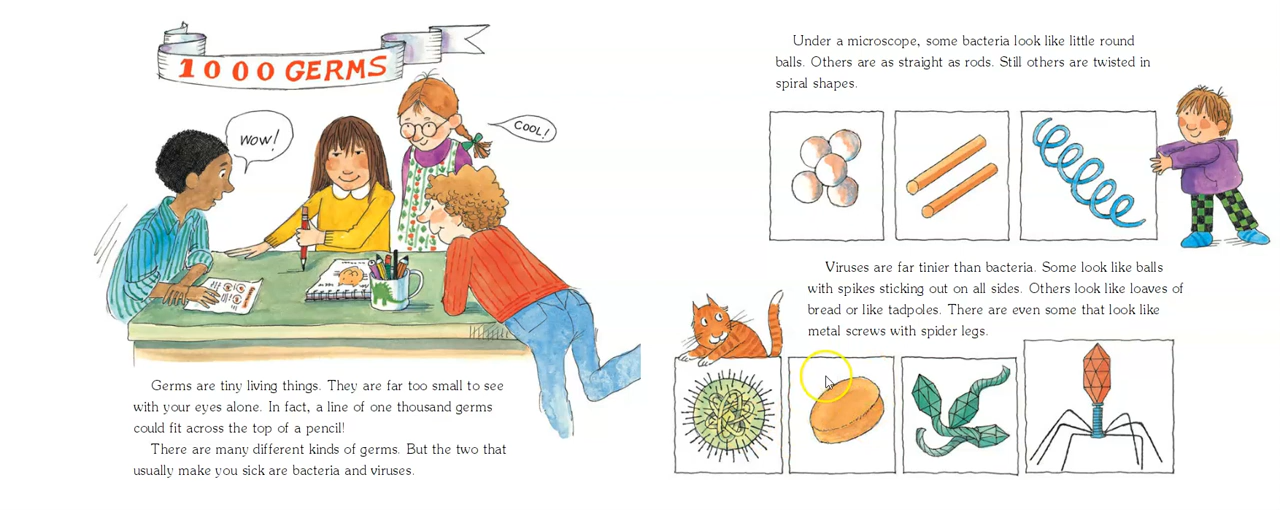 1000 GERMS
WOW!
COOL!
Germs are tiny living things. They are far too small to see
with your eyes alone. In fact, a line of one thousand germs
could fit across the top of a pencil!
There are many different kinds of germs. But the two that
usually make you sick are bacteria and viruses.
Under a microscope, some bacteria look like little round
balls. Others are as straight as rods. Still others are twisted in
spiral shapes.
Viruses are far tinier than bacteria. Some look like balls
with spikes sticking out on all sides. Others look like loaves of
bread or like tadpoles. There are even some that look like
metal screws with spider legs.